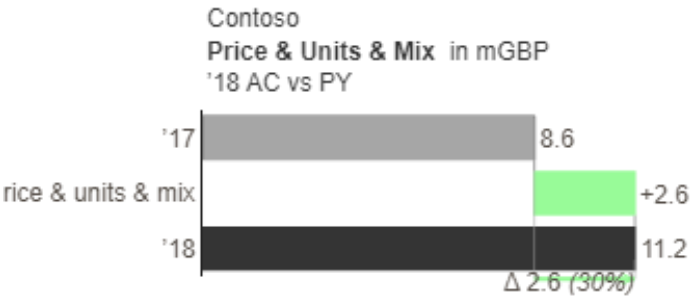 Contoso
Price & Units & Mix in mGBP
’18 AC vs PY
’17 8.6
rice & units & mix +2.6
’18 11.2
Δ 2.6 (30%)